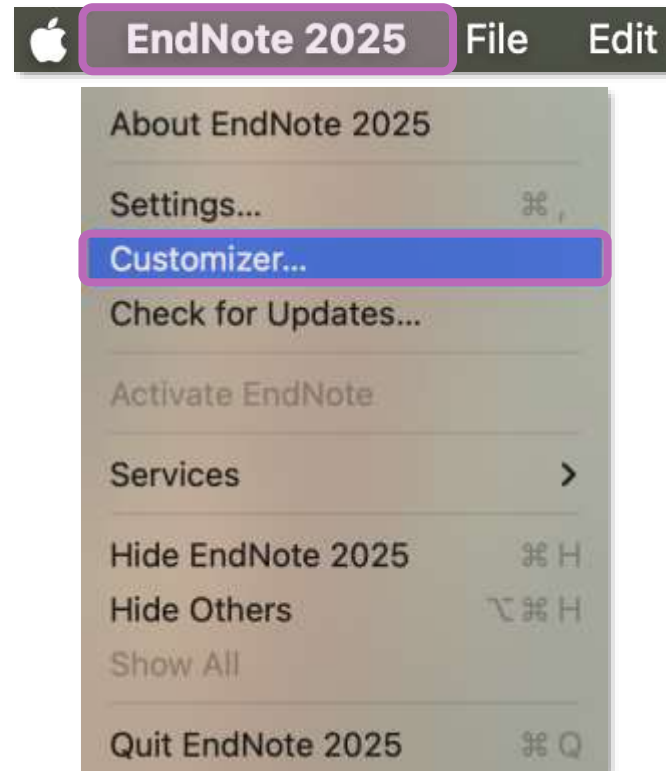 EndNote 2025 File Edit
About EndNote 2025
Settings... ⌘ ,
Customizer...
Check for Updates...
Activate EndNote
Services >
Hide EndNote 2025 ⌘ H
Hide Others ⌥ ⌘ H
Show All
Quit EndNote 2025 ⌘ Q